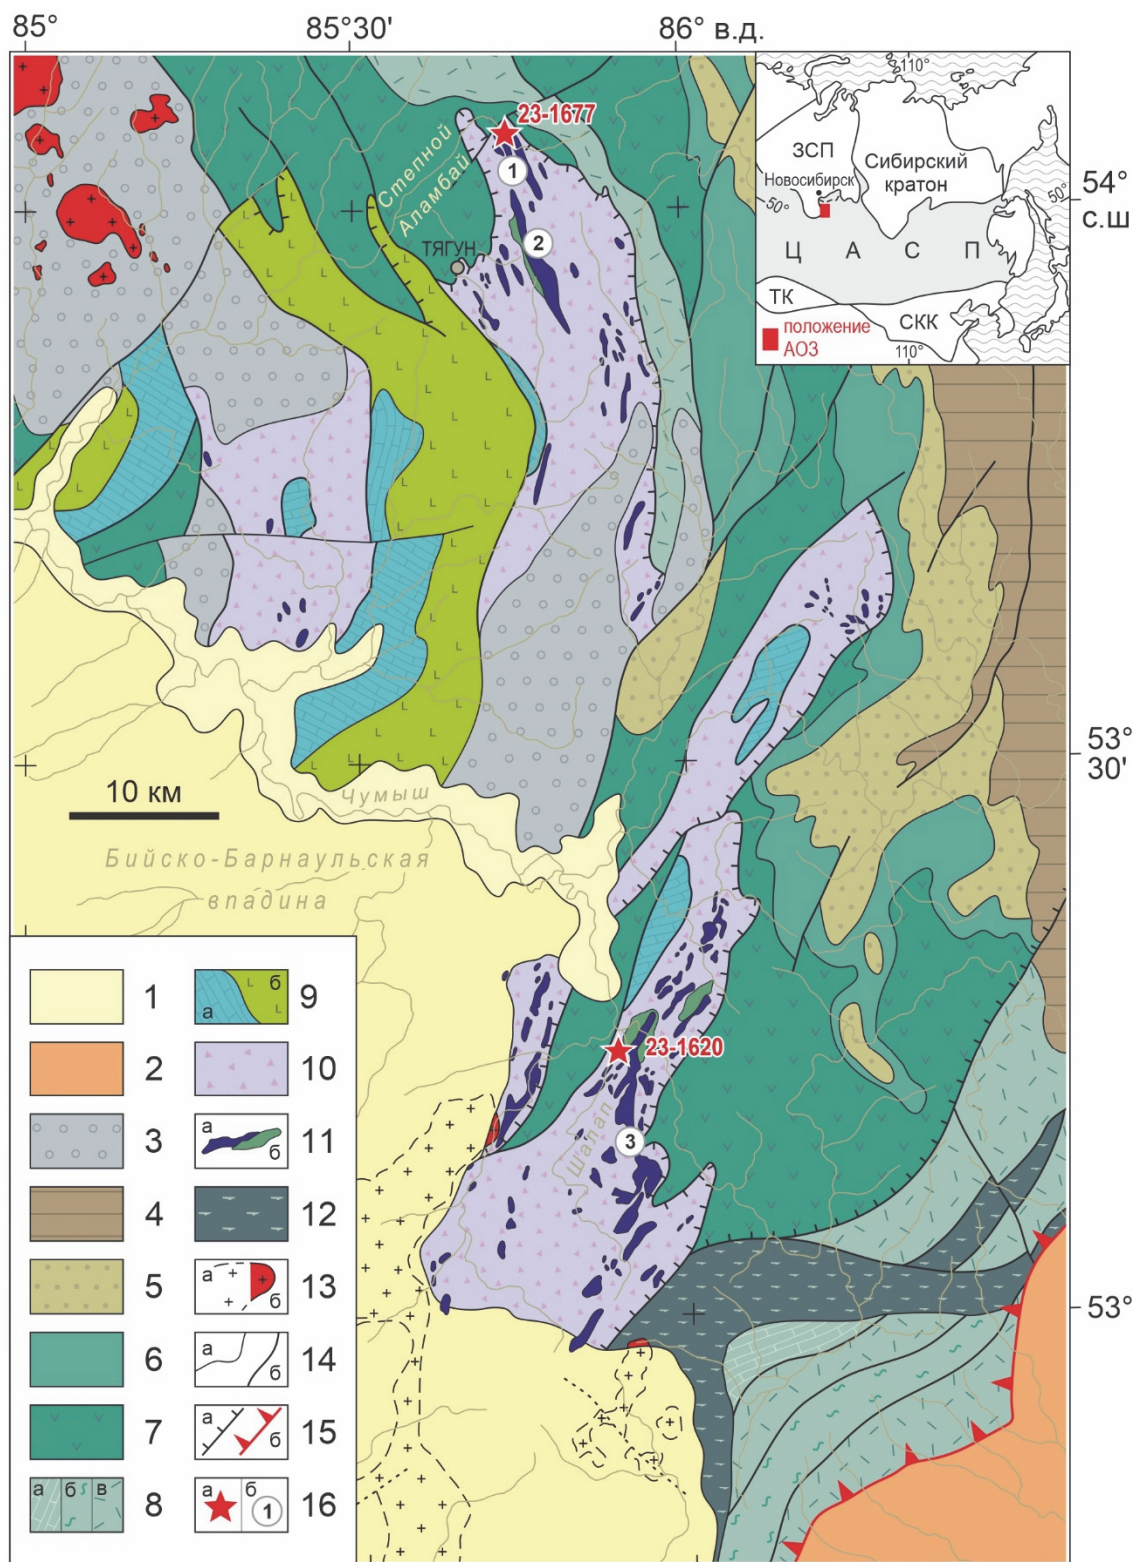 85°
85°30'
86° в.д.
23-1677
1
Степной
Аламбай
ТЯГУН
2
110°
ЗСП
Сибирский
кратон
Новосибирск
50°
50°
Ц А С П
ТК
СКК
положение
АОЗ
110°
54°
с.ш
53°
30'
10 км
Чумыш
Бийско-Барнаульская
впадина
23-1620
Шалап
3
53°
1
2
3
4
5
6
7
а б в 8
а б 9
10
а б 11
12
а б 13
а б 14
а б 15
а б 1 16